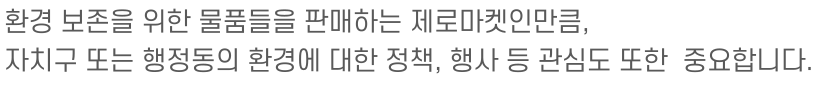 환경 보존을 위한 물품들을 판매하는 제로마켓인만큼,
자치구 또는 행정동의 환경에 대한 정책, 행사 등 관심도 또한  중요합니다.